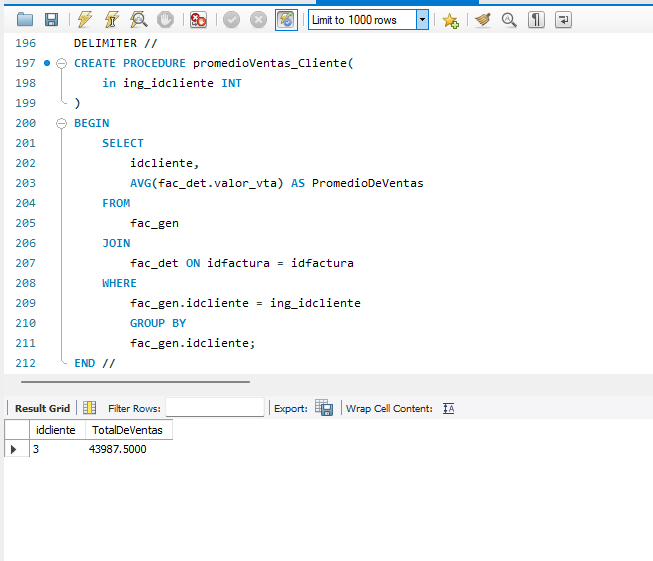 Limit to 1000 rows
196 DELIMITER //
197 CREATE PROCEDURE promedioVentas_Cliente(
198 in ing_idcliente INT
199 )
200 BEGIN
201 SELECT
202 idcliente,
203 AVG(fac_det.valor_vta) AS PromedioDeVentas
204 FROM
205 fac_gen
206 JOIN
207 fac_det ON idfactura = idfactura
208 WHERE
209 fac_gen.idcliente = ing_idcliente
210 GROUP BY
211 fac_gen.idcliente;
212 END //
Result Grid Filter Rows: Export: Wrap Cell Content:
idcliente TotalDeVentas
3 43987.5000